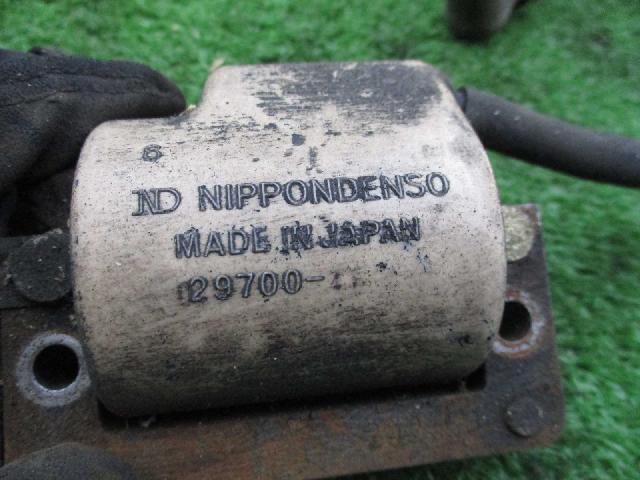 6
ND NIPPONDENSO
MADE IN JAPAN
29700-